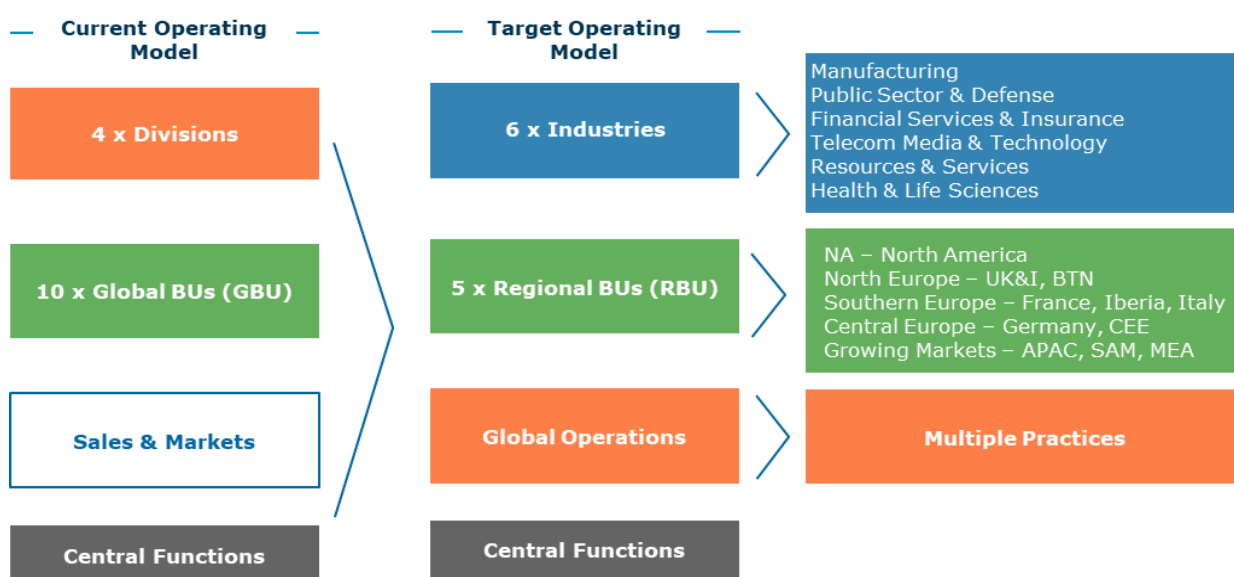 Current Operating
Model
4 x Divisions
10 x Global BUs (GBU)
Sales & Markets
Central Functions
Target Operating
Model
6 x Industries
5 x Regional BUs (RBU)
Global Operations
Central Functions
Manufacturing
Public Sector & Defense
Financial Services & Insurance
Telecom Media & Technology
Resources & Services
Health & Life Sciences
NA – North America
North Europe – UK&I, BTN
Southern Europe – France, Iberia, Italy
Central Europe – Germany, CEE
Growing Markets – APAC, SAM, MEA
Multiple Practices